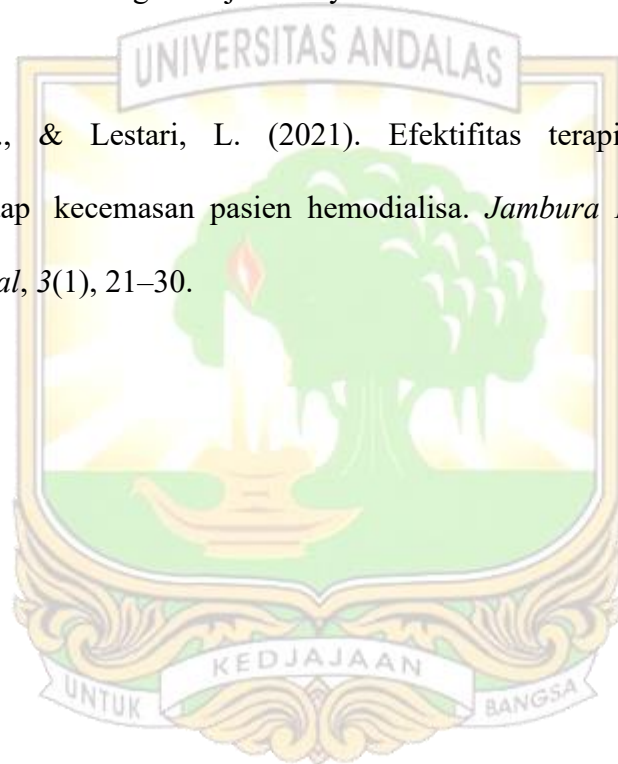 UNIVERSITAS ANDALAS
., & Lestari, L. (2021). Efektifitas terapi
ap kecemasan pasien hemodialisa. Jambura
al, 3(1), 21–30.
UNTUK KEDJAJAAN BANGSA